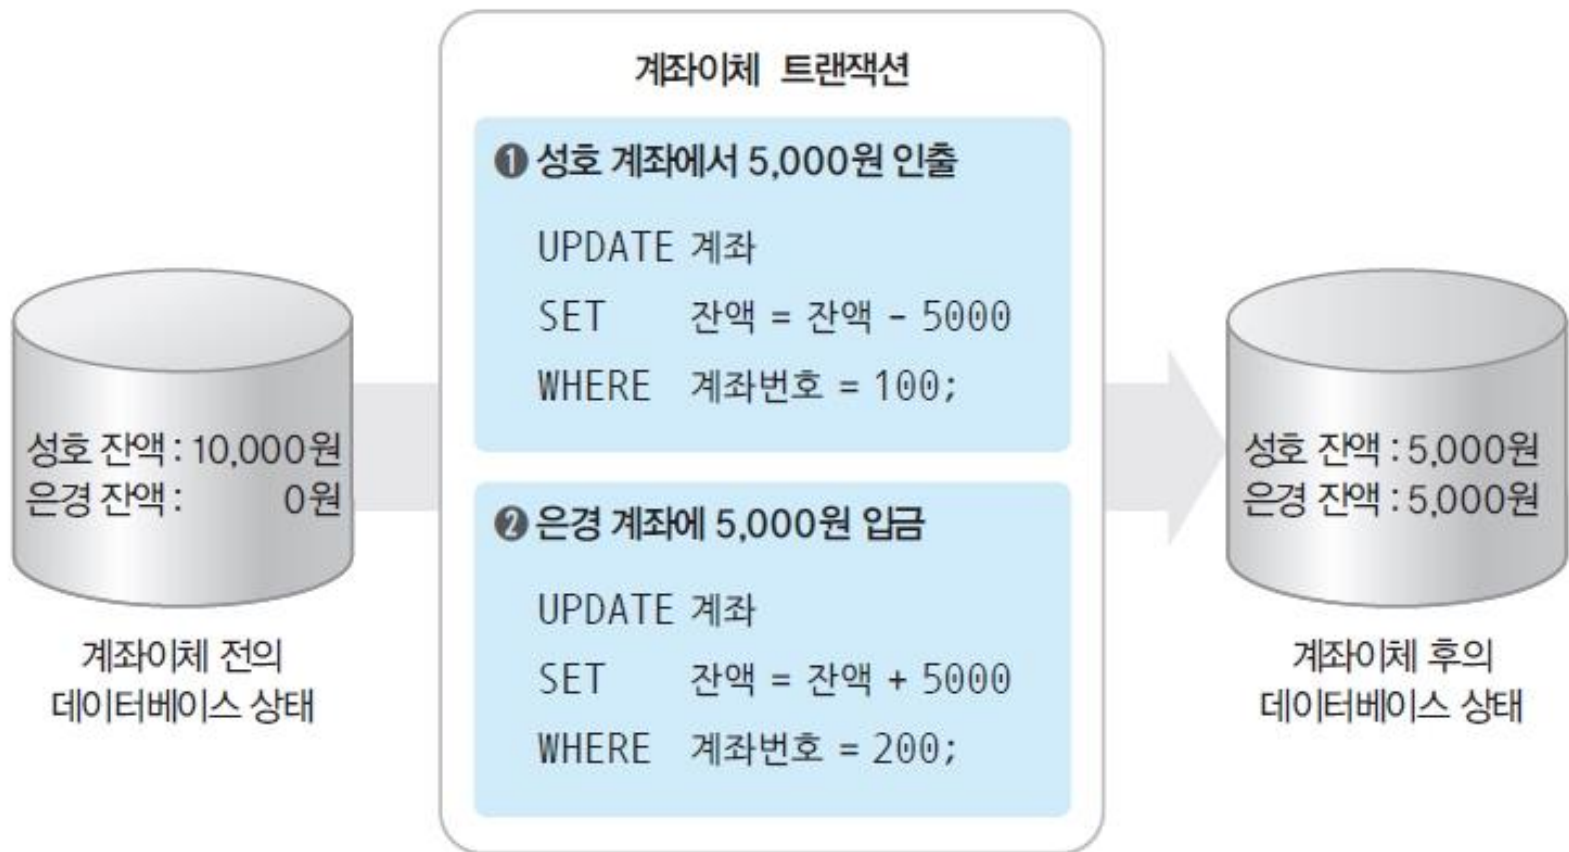 계좌이체 트랜잭션
❶ 성호 계좌에서 5,000원 인출
UPDATE 계좌
SET 잔액 = 잔액 - 5000
WHERE 계좌번호 = 100;
❷ 은경 계좌에 5,000원 입금
UPDATE 계좌
SET 잔액 = 잔액 + 5000
WHERE 계좌번호 = 200;
성호 잔액 : 10,000원
은경 잔액 : 0원
계좌이체 전의
데이터베이스 상태
성호 잔액 : 5,000원
은경 잔액 : 5,000원
계좌이체 후의
데이터베이스 상태